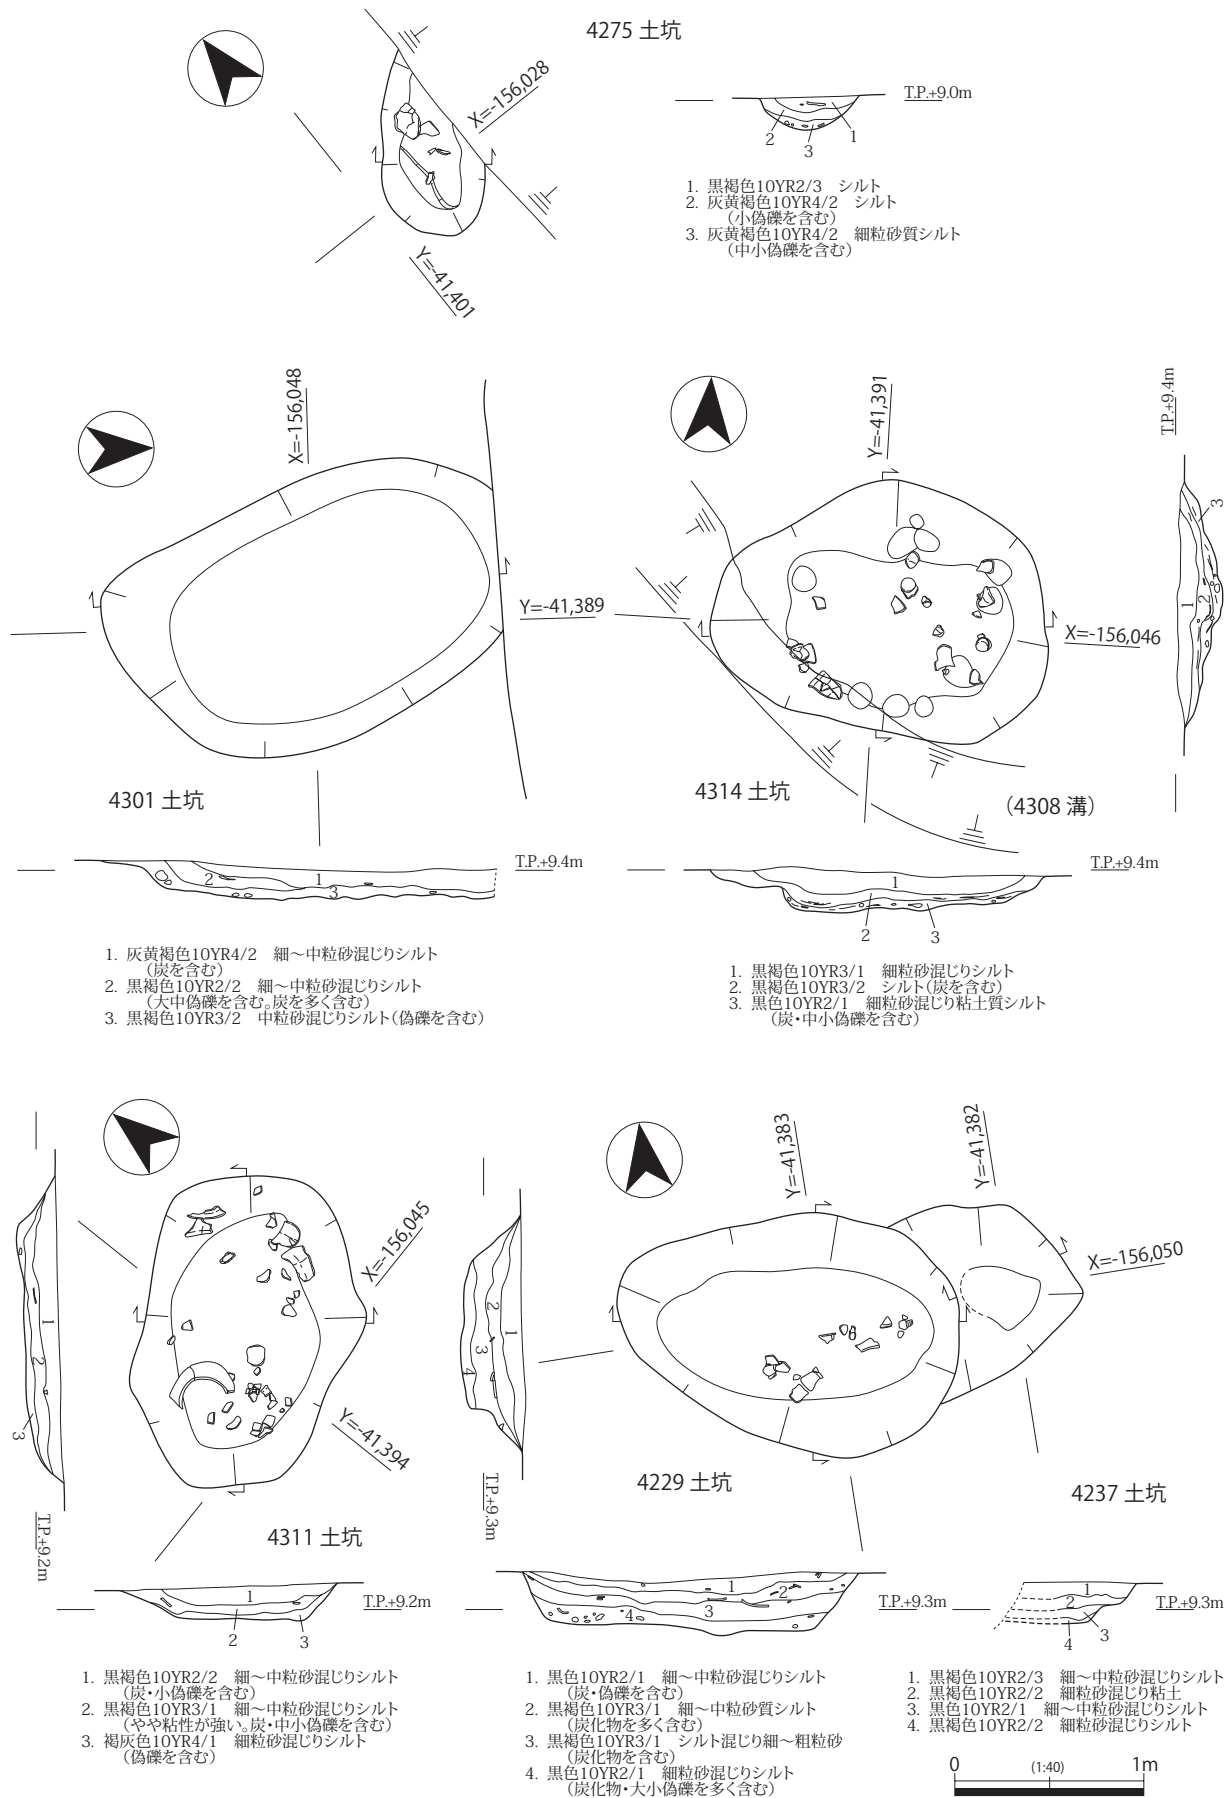 4275 土坑
X=-156,028
Y=-41,401
T.P.+9.0m
1
2
3
1. 黒褐色10YR2/3　シルト
2. 灰黄褐色10YR4/2　シルト
（小偽礫を含む）
3. 灰黄褐色10YR4/2　細粒砂質シルト
（中小偽礫を含む）
X=-156,048
Y=-41,389
4301 土坑
T.P.+9.4m
1
2
3
1. 灰黄褐色10YR4/2　細～中粒砂混じりシルト
（炭を含む）
2. 黒褐色10YR2/2　細～中粒砂混じりシルト
（大中偽礫を含む。炭を多く含む）
3. 黒褐色10YR3/2　中粒砂混じりシルト（偽礫を含む）
Y=-41,391
X=-156,046
T.P.+9.4m
1
2
3
4314 土坑
（4308 溝）
T.P.+9.4m
1
2
3
1. 黒褐色10YR3/1　細粒砂混じりシルト
2. 黒褐色10YR3/2　シルト（炭を含む）
3. 黒色10YR2/1　細粒砂混じり粘土質シルト
（炭・中小偽礫を含む）
X=-156,045
Y=-41,394
1
2
3
T.P.+9.2m
4311 土坑
T.P.+9.2m
1
2
3
1. 黒褐色10YR2/2　細～中粒砂混じりシルト
（炭・小偽礫を含む）
2. 黒褐色10YR3/1　細～中粒砂混じりシルト
（やや粘性が強い。炭・中小偽礫を含む）
3. 褐灰色10YR4/1　細粒砂混じりシルト
（偽礫を含む）
Y=-41,383
Y=-41,382
X=-156,050
1
2
3
4
T.P.+9.3m
4229 土坑
T.P.+9.3m
1
2
3
4
1. 黒色10YR2/1　細～中粒砂混じりシルト
（炭・偽礫を含む）
2. 黒褐色10YR3/1　細～中粒砂質シルト
（炭化物を多く含む）
3. 黒褐色10YR3/1　シルト混じり細～粗粒砂
（炭化物を含む）
4. 黒色10YR2/1　細粒砂混じりシルト
（炭化物・大小偽礫を多く含む）
4237 土坑
T.P.+9.3m
1
2
3
4
1. 黒褐色10YR2/3　細～中粒砂混じりシルト
2. 黒褐色10YR2/2　細粒砂混じり粘土
3. 黒色10YR2/1　細～中粒砂混じりシルト
4. 黒褐色10YR2/2　細粒砂混じりシルト
0　(1:40)　1m